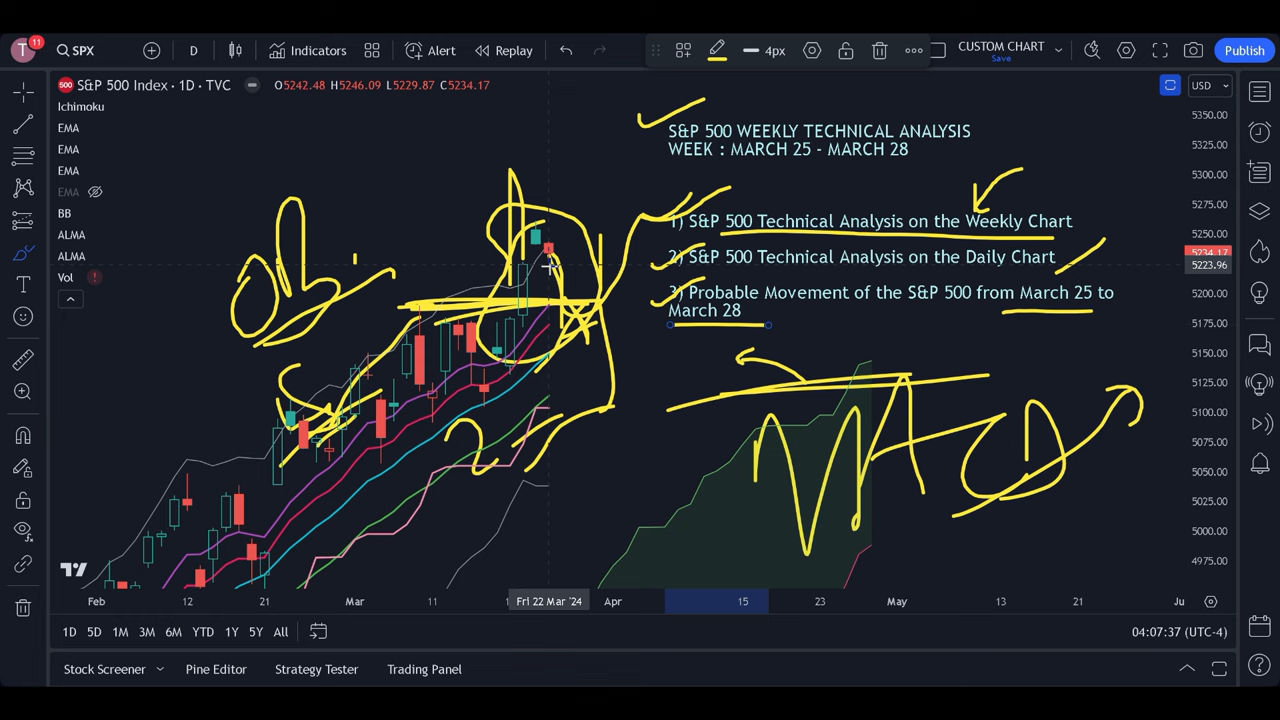 T
11
SPX
D
Indicators
Alert
Replay
4px
CUSTOM CHART
Save
Publish
500
S&P 500 Index · 1D · TVC
O5242.48 H5246.09 L5229.87 C5234.17
USD
Ichimoku
EMA
EMA
EMA
EMA
BB
ALMA
ALMA
Vol
S&P 500 WEEKLY TECHNICAL ANALYSIS
WEEK : MARCH 25 - MARCH 28
1) S&P 500 Technical Analysis on the Weekly Chart
2) S&P 500 Technical Analysis on the Daily Chart
3) Probable Movement of the S&P 500 from March 25 to
March 28
MACD
5350.00
5325.00
5300.00
5275.00
5250.00
5234.17
5223.96
5200.00
5175.00
5150.00
5125.00
5100.00
5075.00
5050.00
5025.00
5000.00
4975.00
Feb
12
21
Mar
11
Fri 22 Mar '24
Apr
15
23
May
13
21
Ju
1D 5D 1M 3M 6M YTD 1Y 5Y All
04:07:37 (UTC-4)
Stock Screener
Pine Editor
Strategy Tester
Trading Panel